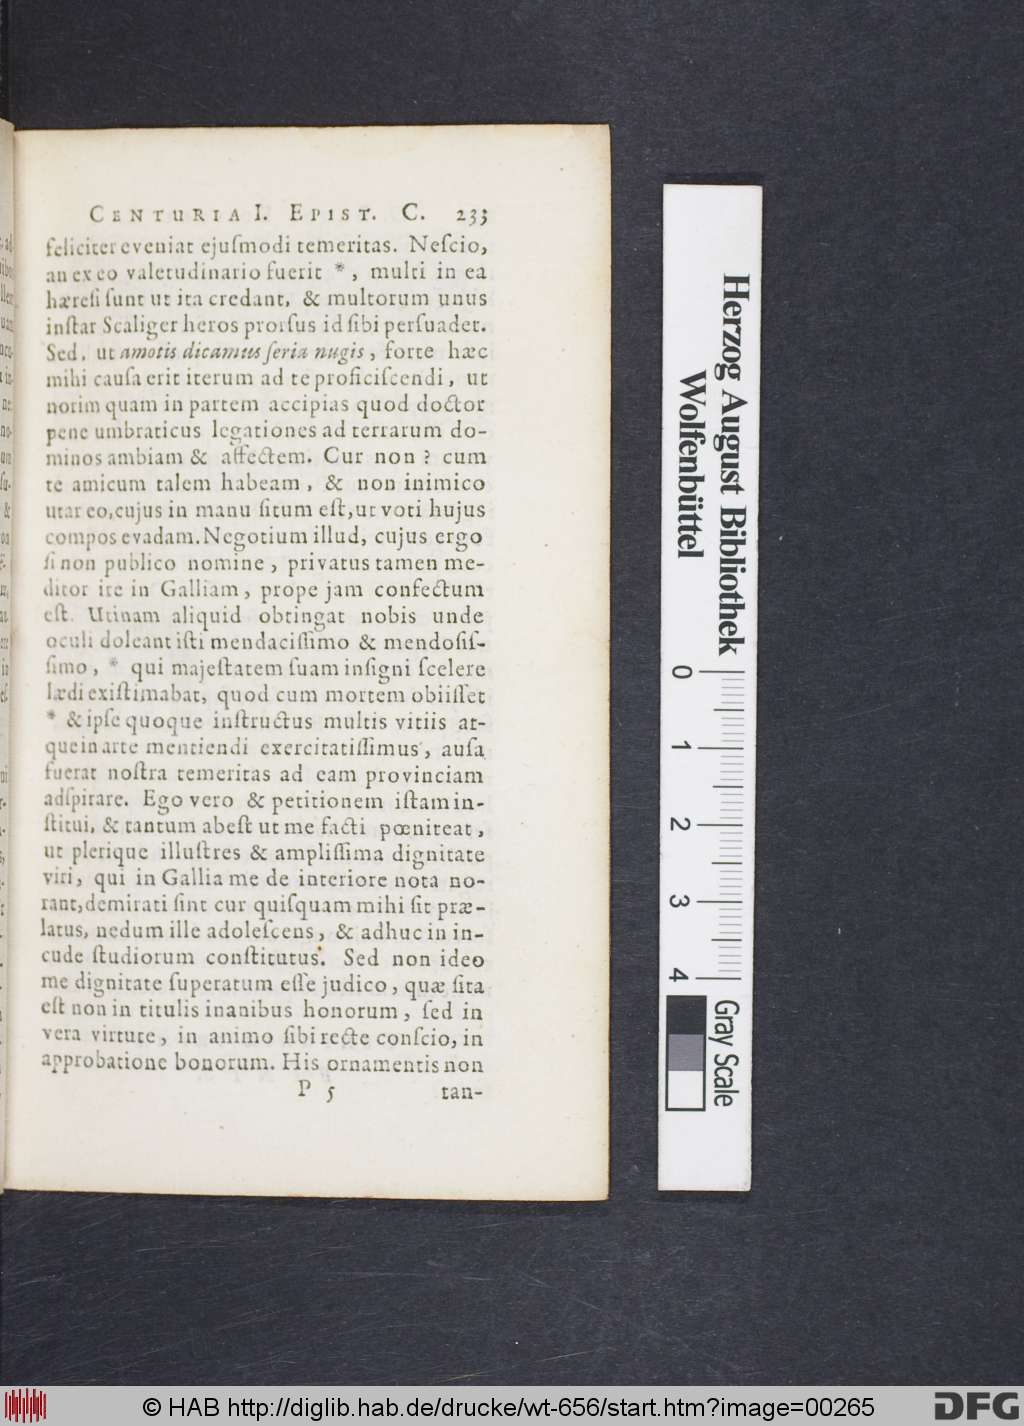 CENTURIA I. EPIST. C. 233
feliciter eveniat ejuſmodi temeritas. Neſcio,
an ex eo valetudinario fuerit * , multi in ea
hæreſi ſunt ut ita credant, & multorum unus
inſtar Scaliger heros prorſus id ſibi perſuadet.
Sed, ut amotis dicamus ſeria nugis, forte hæc
mihi cauſa erit iterum ad te proficiſcendi, ut
norim quam in partem accipias quod doctor
pene umbraticus legationes ad terrarum do-
minos ambiam & affectem. Cur non? cum
te amicum talem habeam, & non inimico
utar eo, cujus in manu ſitum eſt, ut voti hujus
compos evadam. Negotium illud, cujus ergo
ſi non publico nomine, privatus tamen me-
ditor ire in Galliam, prope jam confectum
eſt. Utinam aliquid obtingat nobis unde
oculi doleant iſti mendaciſſimo & mendoſiſ-
ſimo, * qui majeſtatem ſuam inſigni ſcelere
lædi exiſtimabat, quod cum mortem obiiſſet
* & ipſe quoque inſtructus multis vitiis at-
que in arte mentiendi exercitatiſſimus, auſa
fuerat noſtra temeritas ad eam provinciam
adſpirare. Ego vero & petitionem iſtam in-
ſtitui, & tantum abeſt ut me facti pœniteat,
ut plerique illuſtres & ampliſſima dignitate
viri, qui in Gallia me de interiore nota no-
rant, demirati ſint cur quiſquam mihi ſit præ-
latus, nedum ille adoleſcens, & adhuc in in-
cude ſtudiorum conſtitutus. Sed non ideo
me dignitate ſuperatum eſſe judico, quæ ſita
eſt non in titulis inanibus honorum, ſed in
vera virtute, in animo ſibi recte conſcio, in
approbatione bonorum. His ornamentis non
P 5 tan-
Herzog August Bibliothek
Wolfenbüttel
0 1 2 3 4
Gray Scale
© HAB http://diglib.hab.de/drucke/wt-656/start.htm?image=00265
DFG